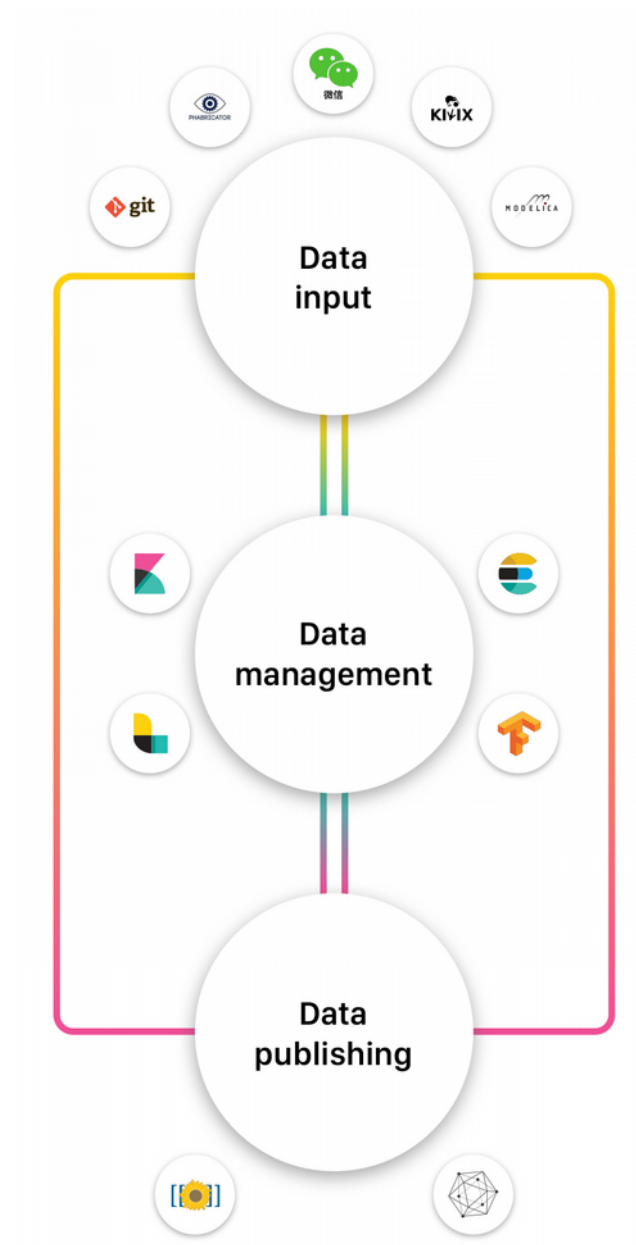 微信
PHABRICATOR
KIWIX
git
MODELICA
Data
input
Data
management
Data
publishing
[[ ]]